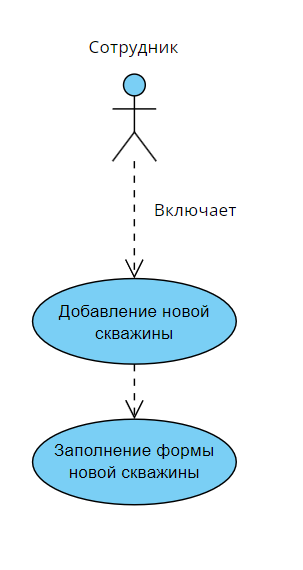 Сотрудник
Включает
Добавление новой
скважины
Заполнение формы
новой скважины